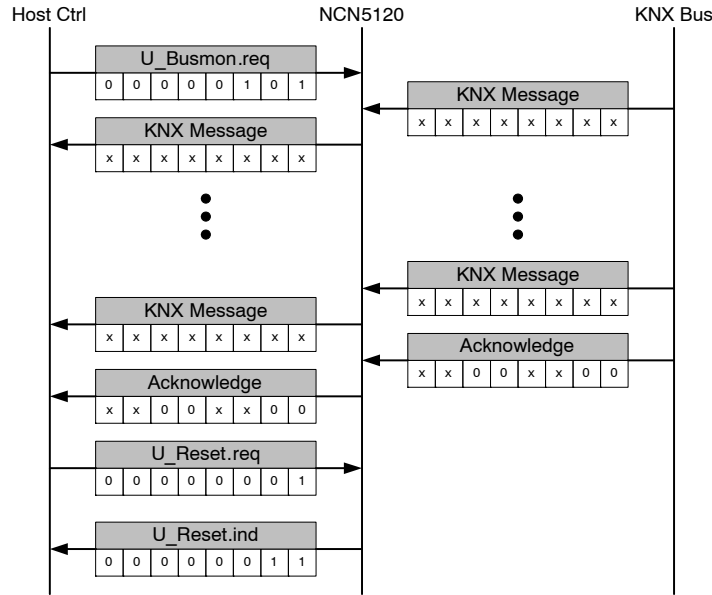 Host Ctrl NCN5120 KNX Bus
U_Busmon.req
0 0 0 0 0 1 0 1
KNX Message
x x x x x x x x
KNX Message
x x x x x x x x
KNX Message
x x x x x x x x
KNX Message
x x x x x x x x
Acknowledge
x x 0 0 x x 0 0
Acknowledge
x x 0 0 x x 0 0
U_Reset.req
0 0 0 0 0 0 0 1
U_Reset.ind
0 0 0 0 0 0 1 1